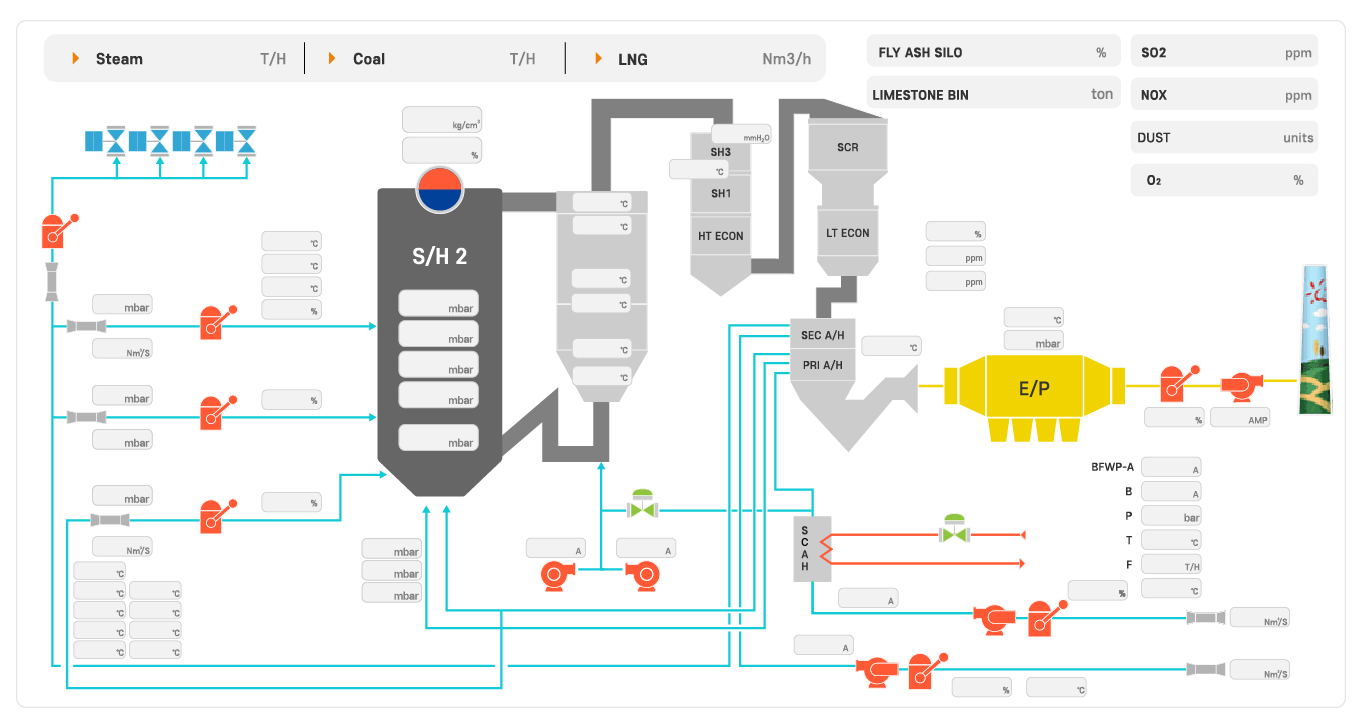 Steam T/H
Coal T/H
LNG Nm3/h
FLY ASH SILO %
SO2 ppm
LIMESTONE BIN ton
NOX ppm
DUST units
O₂ %
kg/cm²
%
mmH₂O
SH3
℃
SH1
HT ECON
SCR
LT ECON
℃
℃
℃
℃
℃
℃
%
ppm
ppm
℃
℃
℃
%
S/H 2
mbar
mbar
mbar
mbar
mbar
mbar
Nm³/S
mbar
mbar
%
mbar
Nm³/S
%
SEC A/H
PRI A/H
℃
℃
mbar
E/P
%
AMP
BFWP-A A
B A
P bar
T ℃
F T/H
℃
%
mbar
mbar
mbar
A
A
S
C
A
H
A
Nm³/S
A
Nm³/S
%
℃
℃
℃
℃
℃
℃
℃
℃
℃
℃